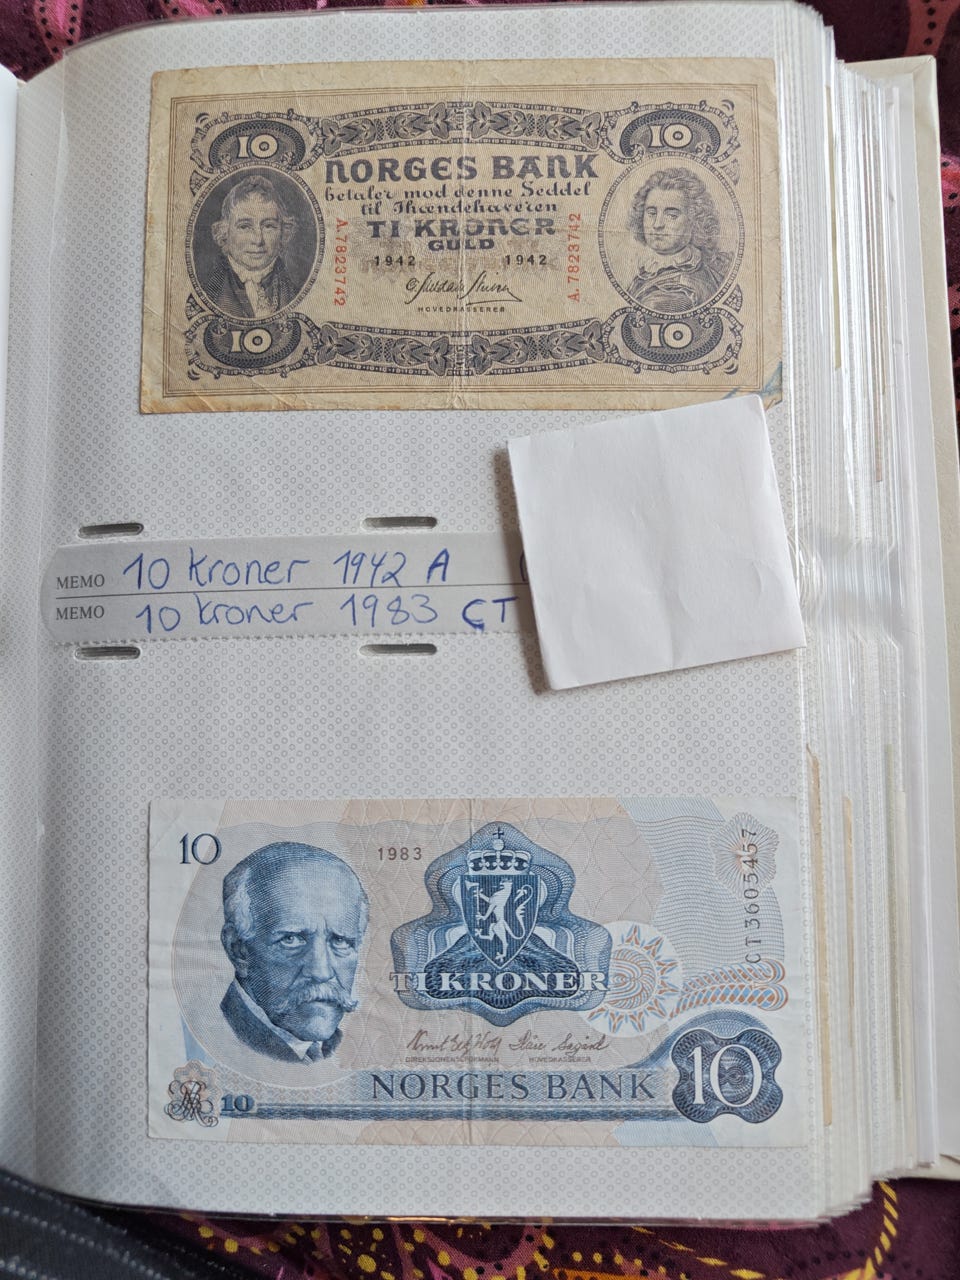 10 10
NORGES BANK
betaler mod denne Seddel
til Ihændehaveren
TI KRONER
GULD
1942 1942
A.7823742
A.7823742
HOVEDKASSERER
10 10
MEMO 10 kroner 1942 A
MEMO 10 kroner 1983 CT
10
1983
CT3605457
TI KRONER
DIREKSJONENS FORMANN HOVEDKASSERER
NORGES BANK
10
10